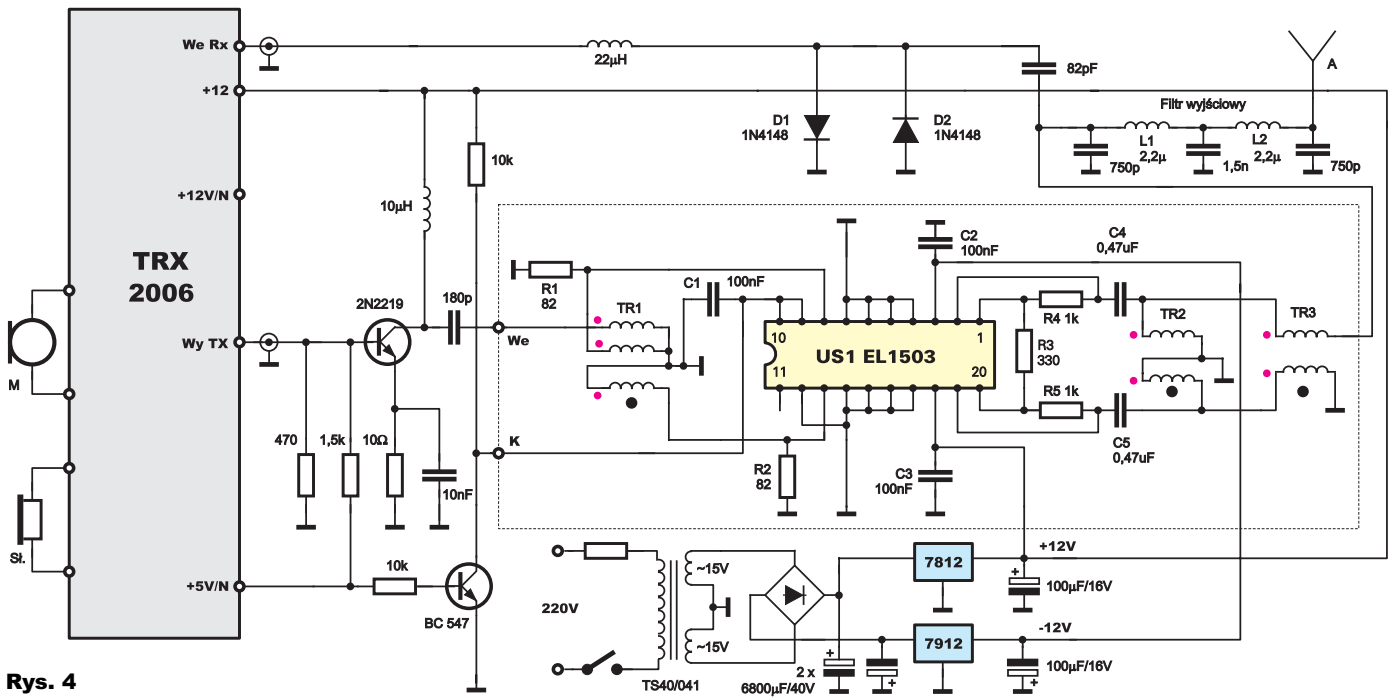 We Rx
+12
+12V/N
TRX
2006
Wy TX
+5V/N
M
Sł.
22µH
10µH
10k
2N2219
180p
470
1,5k
10Ω
10nF
10k
BC 547
D1
1N4148
D2
1N4148
82pF
A
Filtr wyjściowy
L1
2,2µ
L2
2,2µ
750p
1,5n
750p
We
K
R1
82
TR1
C1
100nF
C2
100nF
C4
0,47uF
10
1
US1 EL1503
11
20
R4 1k
R3
330
R5 1k
TR2
TR3
C5
0,47uF
R2
82
C3
100nF
220V
~15V
~15V
TS40/041
7812
+12V
+
100µF/16V
7912
-12V
100µF/16V
+
+
+
2 x
6800µF/40V
Rys. 4